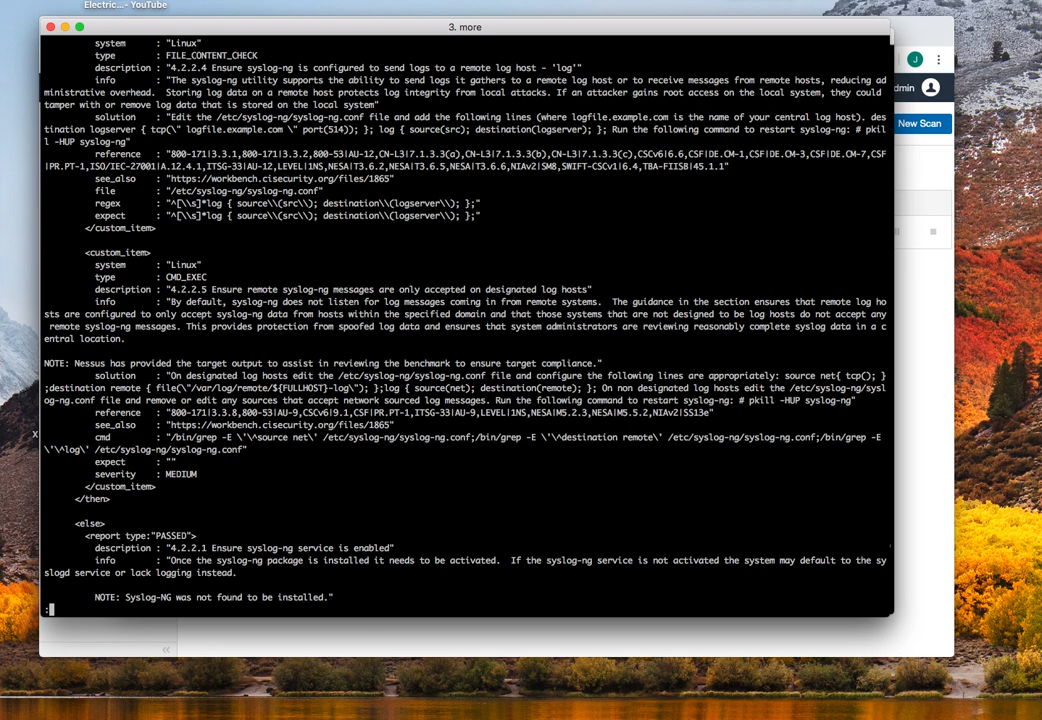 Electric...- YouTube
3. more
J
dmin
New Scan
X
system : "Linux"
type : FILE_CONTENT_CHECK
description : "4.2.2.4 Ensure syslog-ng is configured to send logs to a remote log host - 'log'"
info : "The syslog-ng utility supports the ability to send logs it gathers to a remote log host or to receive messages from remote hosts, reducing ad
ministrative overhead.  Storing log data on a remote host protects log integrity from local attacks. If an attacker gains root access on the local system, they could
tamper with or remove log data that is stored on the local system"
solution : "Edit the /etc/syslog-ng/syslog-ng.conf file and add the following lines (where logfile.example.com is the name of your central log host). des
tination logserver { tcp(\" logfile.example.com \" port(514)); }; log { source(src); destination(logserver); }; Run the following command to restart syslog-ng: # pkil
l -HUP syslog-ng"
reference : "800-171|3.3.1,800-171|3.3.2,800-53|AU-12,CN-L3|7.1.3.3(a),CN-L3|7.1.3.3(b),CN-L3|7.1.3.3(c),CSCv6|6.6,CSF|DE.CM-1,CSF|DE.CM-3,CSF|DE.CM-7,CSF
|PR.PT-1,ISO/IEC-27001|A.12.4.1,ITSG-33|AU-12,LEVEL|1NS,NESA|T3.6.2,NESA|T3.6.5,NESA|T3.6.6,NIAv2|SM8,SWIFT-CSCv1|6.4,TBA-FIISB|45.1.1"
see_also : "https://workbench.cisecurity.org/files/1865"
file : "/etc/syslog-ng/syslog-ng.conf"
regex : "^[\\s]*log { source\\(src\\); destination\\(logserver\\); };"
expect : "^[\\s]*log { source\\(src\\); destination\\(logserver\\); };"
</custom_item>
<custom_item>
system : "Linux"
type : CMD_EXEC
description : "4.2.2.5 Ensure remote syslog-ng messages are only accepted on designated log hosts"
info : "By default, syslog-ng does not listen for log messages coming in from remote systems.  The guidance in the section ensures that remote log ho
sts are configured to only accept syslog-ng data from hosts within the specified domain and that those systems that are not designed to be log hosts do not accept any
remote syslog-ng messages. This provides protection from spoofed log data and ensures that system administrators are reviewing reasonably complete syslog data in a c
entral location.
NOTE: Nessus has provided the target output to assist in reviewing the benchmark to ensure target compliance."
solution : "On designated log hosts edit the /etc/syslog-ng/syslog-ng.conf file and configure the following lines are appropriately: source net{ tcp(); }
;destination remote { file(\"/var/log/remote/${FULLHOST}-log\"); };log { source(net); destination(remote); }; On non designated log hosts edit the /etc/syslog-ng/sysl
og-ng.conf file and remove or edit any sources that accept network sourced log messages. Run the following command to restart syslog-ng: # pkill -HUP syslog-ng"
reference : "800-171|3.3.8,800-53|AU-9,CSCv6|9.1,CSF|PR.PT-1,ITSG-33|AU-9,LEVEL|1NS,NESA|M5.2.3,NESA|M5.5.2,NIAv2|SS13e"
see_also : "https://workbench.cisecurity.org/files/1865"
cmd : "/bin/grep -E \'\^source net\' /etc/syslog-ng/syslog-ng.conf;/bin/grep -E \'\^destination remote\' /etc/syslog-ng/syslog-ng.conf;/bin/grep -E
\'\^log\' /etc/syslog-ng/syslog-ng.conf"
expect : ""
severity : MEDIUM
</custom_item>
</then>
<else>
<report type:"PASSED">
description : "4.2.2.1 Ensure syslog-ng service is enabled"
info : "Once the syslog-ng package is installed it needs to be activated.  If the syslog-ng service is not activated the system may default to the sy
slogd service or lack logging instead.
NOTE: Syslog-NG was not found to be installed."
: